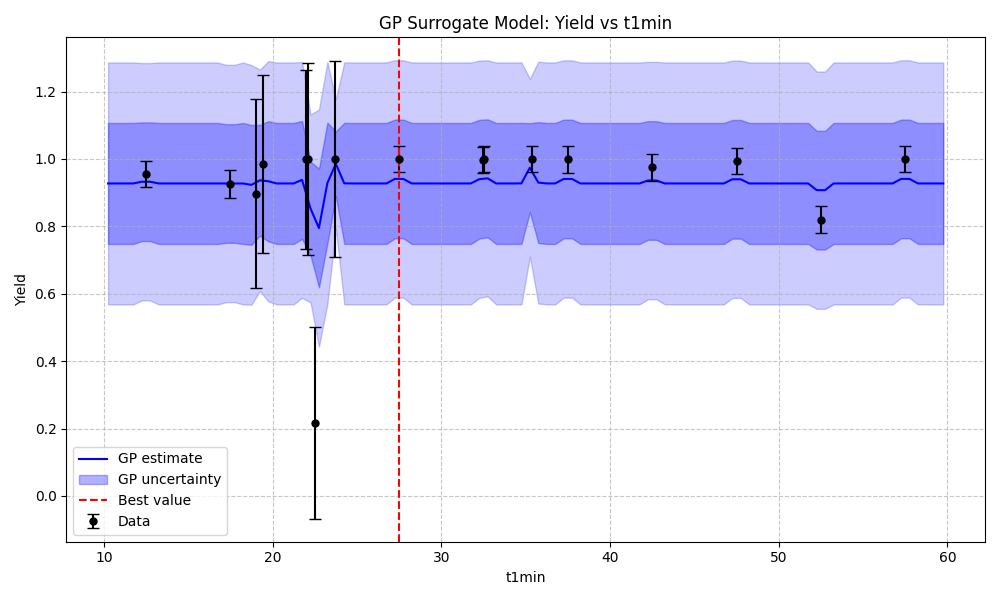 GP Surrogate Model: Yield vs t1min
Yield
1.2
1.0
0.8
0.6
0.4
0.2
0.0
GP estimate
GP uncertainty
Best value
Data
10 20 30 40 50 60
t1min